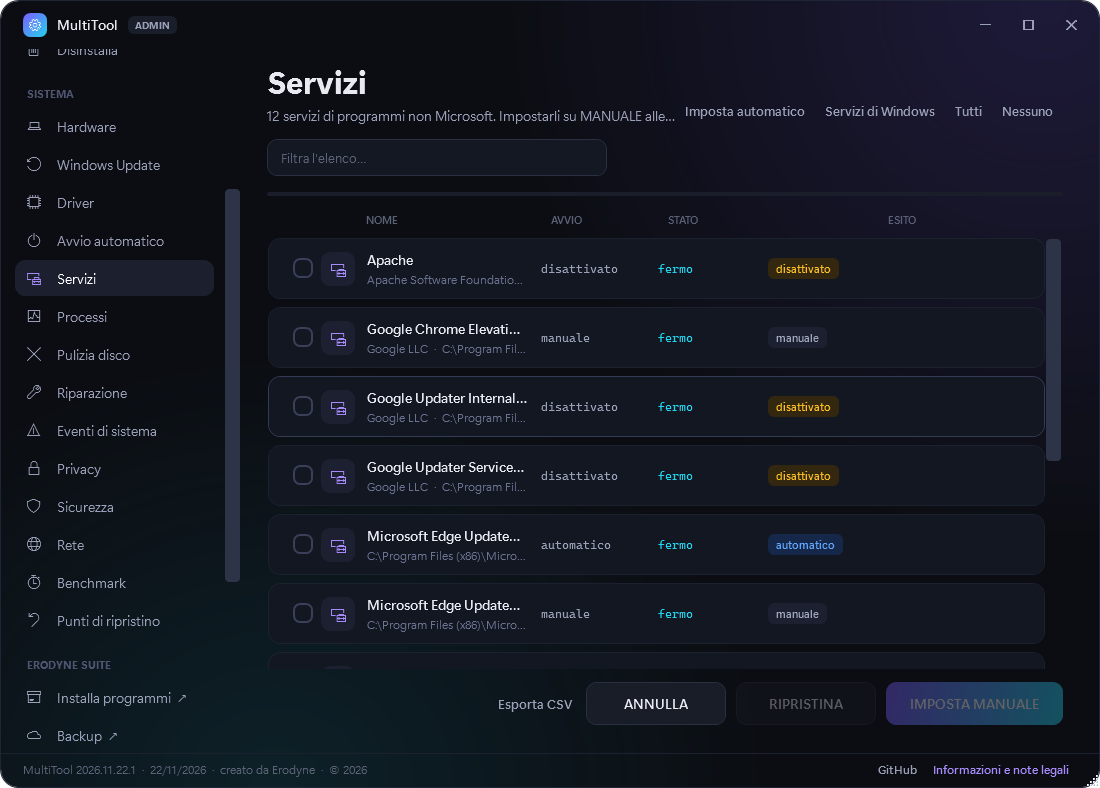 MultiTool ADMIN
Disinstalla
SISTEMA
Hardware
Windows Update
Driver
Avvio automatico
Servizi
Processi
Pulizia disco
Riparazione
Eventi di sistema
Privacy
Sicurezza
Rete
Benchmark
Punti di ripristino
ERODYNE SUITE
Installa programmi ↗
Backup ↗
Servizi
12 servizi di programmi non Microsoft. Impostarli su MANUALE alle...
Imposta automatico Servizi di Windows Tutti Nessuno
Filtra l'elenco...
NOME AVVIO STATO ESITO
Apache
Apache Software Foundatio...
disattivato fermo disattivato
Google Chrome Elevati...
Google LLC · C:\Program Fil...
manuale fermo manuale
Google Updater Internal...
Google LLC · C:\Program Fil...
disattivato fermo disattivato
Google Updater Service...
Google LLC · C:\Program Fil...
disattivato fermo disattivato
Microsoft Edge Update...
C:\Program Files (x86)\Micro...
automatico fermo automatico
Microsoft Edge Update...
C:\Program Files (x86)\Micro...
manuale fermo manuale
Esporta CSV ANNULLA RIPRISTINA IMPOSTA MANUALE
MultiTool 2026.11.22.1 · 22/11/2026 · creato da Erodyne · © 2026
GitHub Informazioni e note legali